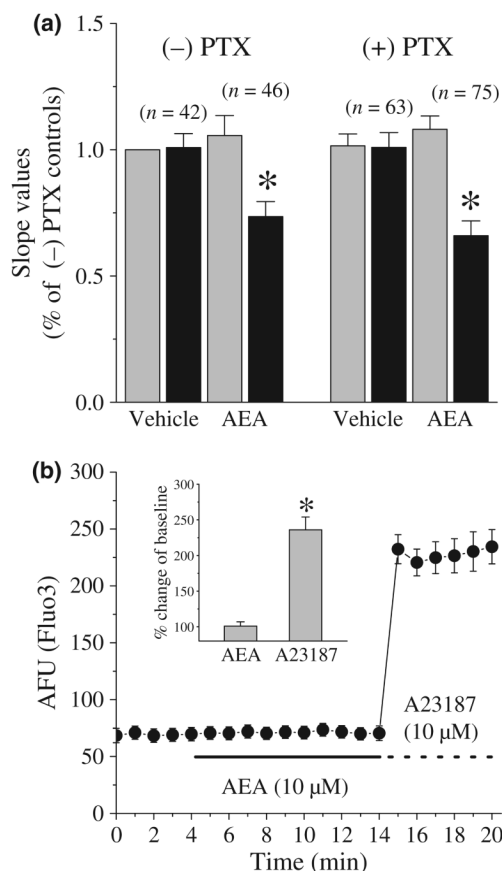 (a)
(–) PTX
(+) PTX
(n = 42)
(n = 46)
(n = 63)
(n = 75)
*
*
Slope values
(% of (–) PTX controls)
1.5
1.0
0.5
0.0
Vehicle
AEA
Vehicle
AEA
(b)
300
250
200
150
100
50
0
AFU (Fluo3)
% change of baseline
250
200
150
100
*
AEA
A23187
A23187
(10 µM)
AEA (10 µM)
0
2
4
6
8
10
12
14
16
18
20
Time (min)